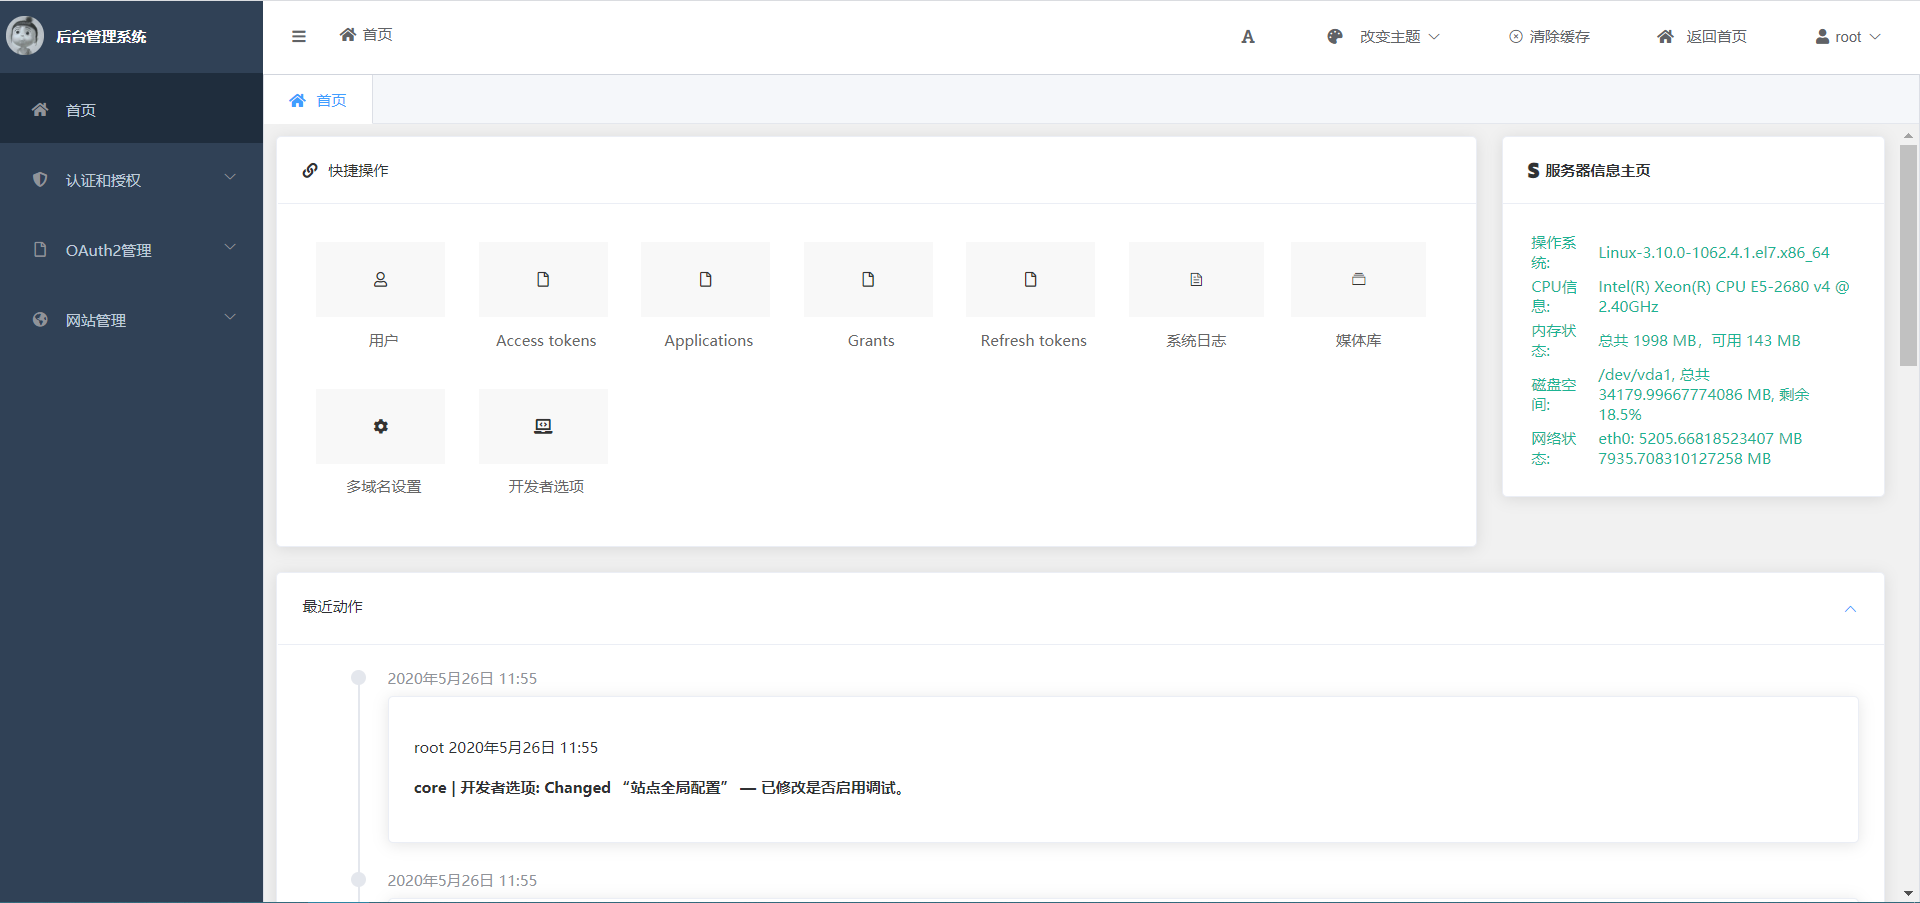 后台管理系统
首页
A
改变主题
清除缓存
返回首页
root
首页
认证和授权
OAuth2管理
网站管理
首页
快捷操作
用户
Access tokens
Applications
Grants
Refresh tokens
系统日志
媒体库
多域名设置
开发者选项
S 服务器信息主页
操作系
统:
Linux-3.10.0-1062.4.1.el7.x86_64
CPU信
息:
Intel(R) Xeon(R) CPU E5-2680 v4 @
2.40GHz
内存状
态:
总共 1998 MB，可用 143 MB
磁盘空
间:
/dev/vda1, 总共
34179.99667774086 MB, 剩余
18.5%
网络状
态:
eth0: 5205.66818523407 MB
7935.708310127258 MB
最近动作
2020年5月26日 11:55
root 2020年5月26日 11:55
core | 开发者选项: Changed “站点全局配置” — 已修改是否启用调试。
2020年5月26日 11:55